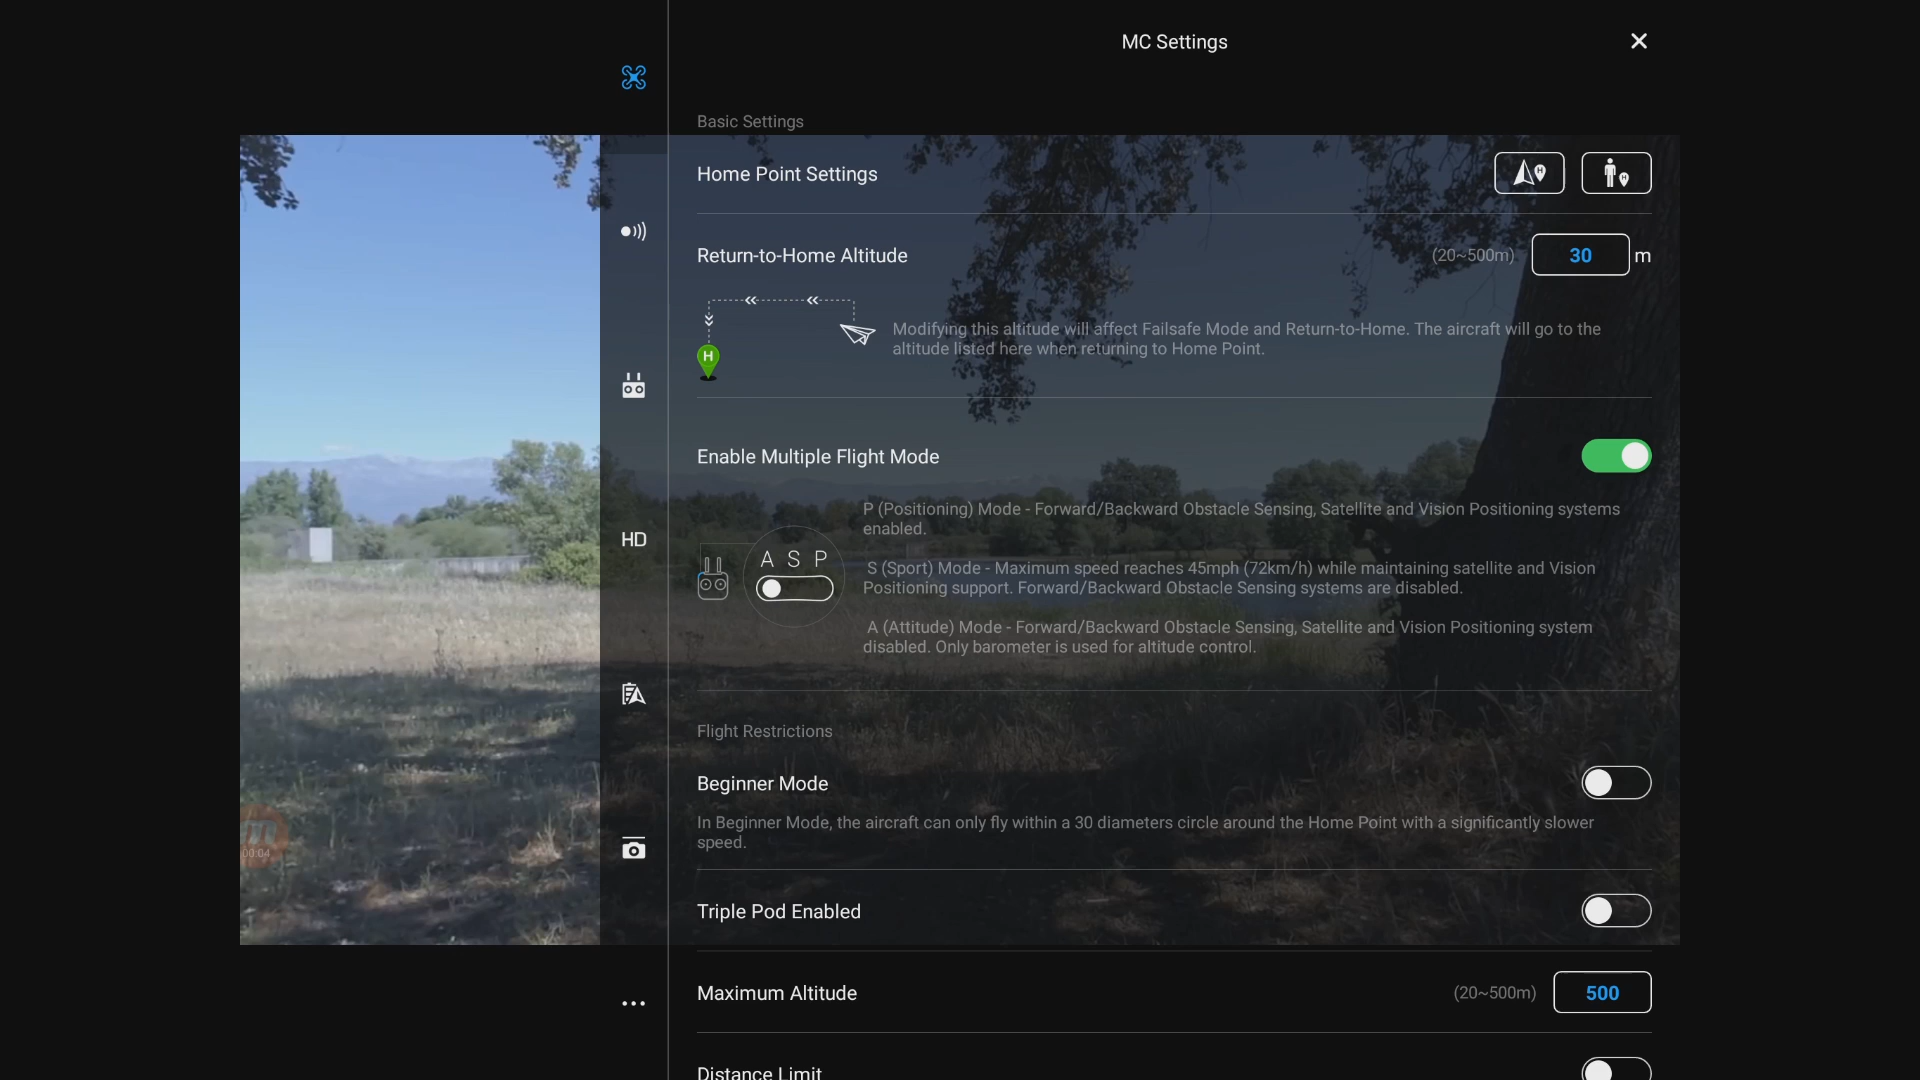 MC Settings
Basic Settings
Home Point Settings
Return-to-Home Altitude (20~500m) 30 m
Modifying this altitude will affect Failsafe Mode and Return-to-Home. The aircraft will go to the
altitude listed here when returning to Home Point.
H
Enable Multiple Flight Mode
P (Positioning) Mode - Forward/Backward Obstacle Sensing, Satellite and Vision Positioning systems
enabled.
HD
A S P
S (Sport) Mode - Maximum speed reaches 45mph (72km/h) while maintaining satellite and Vision
Positioning support. Forward/Backward Obstacle Sensing systems are disabled.
A (Attitude) Mode - Forward/Backward Obstacle Sensing, Satellite and Vision Positioning system
disabled. Only barometer is used for altitude control.
Flight Restrictions
Beginner Mode
In Beginner Mode, the aircraft can only fly within a 30 diameters circle around the Home Point with a significantly slower
speed.
00:04
Triple Pod Enabled
Maximum Altitude (20~500m) 500
Distance Limit